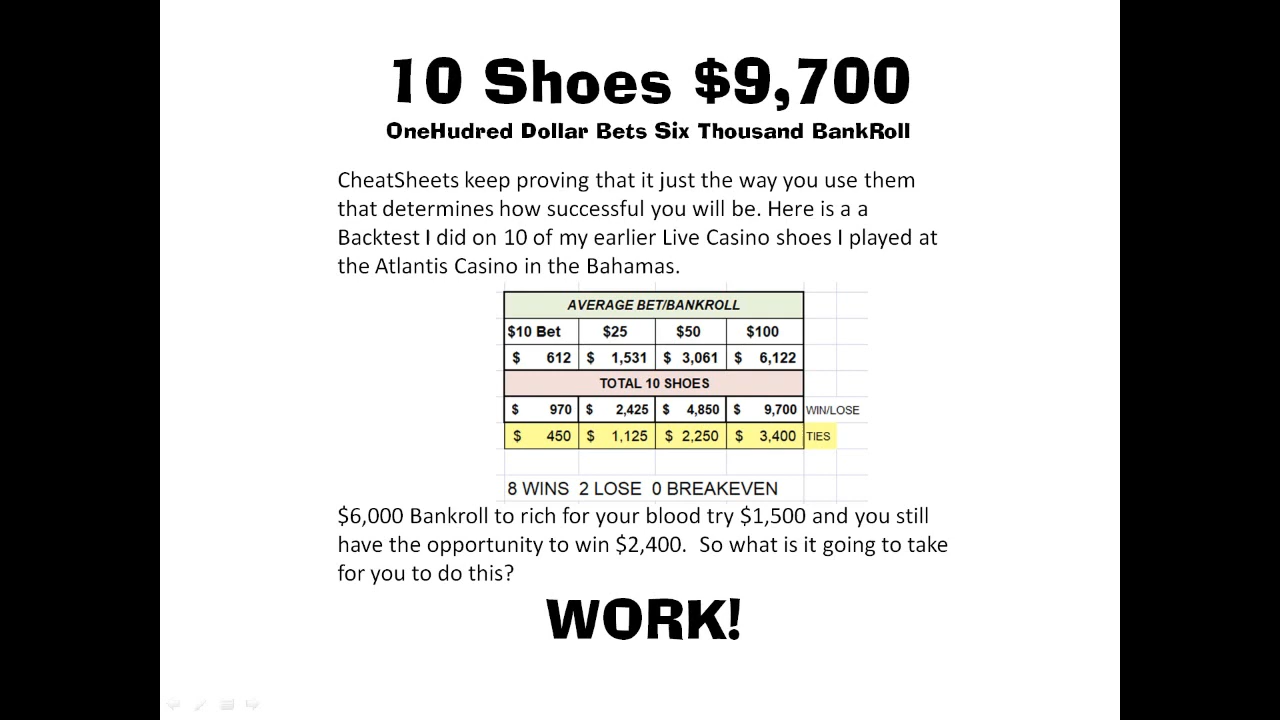 10 Shoes $9,700
OneHudred Dollar Bets Six Thousand BankRoll
CheatSheets keep proving that it just the way you use them
that determines how successful you will be. Here is a a
Backtest I did on 10 of my earlier Live Casino shoes I played at
the Atlantis Casino in the Bahamas.
AVERAGE BET/BANKROLL
$10 Bet $25 $50 $100
$ 612 $ 1,531 $ 3,061 $ 6,122
TOTAL 10 SHOES
$ 970 $ 2,425 $ 4,850 $ 9,700 WIN/LOSE
$ 450 $ 1,125 $ 2,250 $ 3,400 TIES
8 WINS 2 LOSE 0 BREAKEVEN
$6,000 Bankroll to rich for your blood try $1,500 and you still
have the opportunity to win $2,400. So what is it going to take
for you to do this?
WORK!